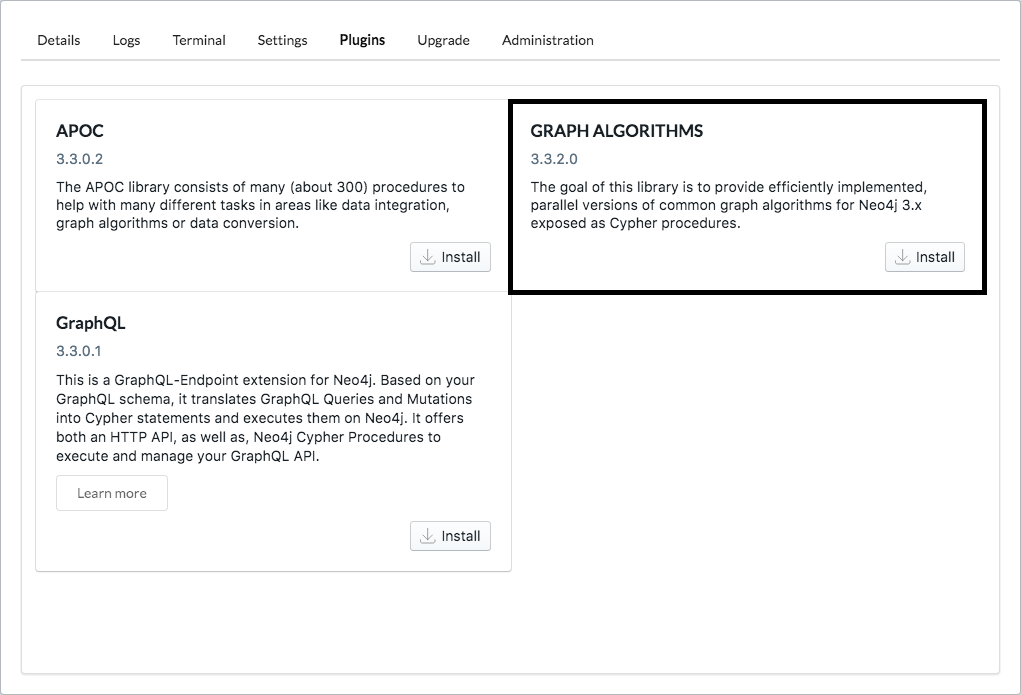 Details Logs Terminal Settings Plugins Upgrade Administration
APOC
3.3.0.2
The APOC library consists of many (about 300) procedures to
help with many different tasks in areas like data integration,
graph algorithms or data conversion.
Install
GRAPH ALGORITHMS
3.3.2.0
The goal of this library is to provide efficiently implemented,
parallel versions of common graph algorithms for Neo4j 3.x
exposed as Cypher procedures.
Install
GraphQL
3.3.0.1
This is a GraphQL-Endpoint extension for Neo4j. Based on your
GraphQL schema, it translates GraphQL Queries and Mutations
into Cypher statements and executes them on Neo4j. It offers
both an HTTP API, as well as, Neo4j Cypher Procedures to
execute and manage your GraphQL API.
Learn more
Install